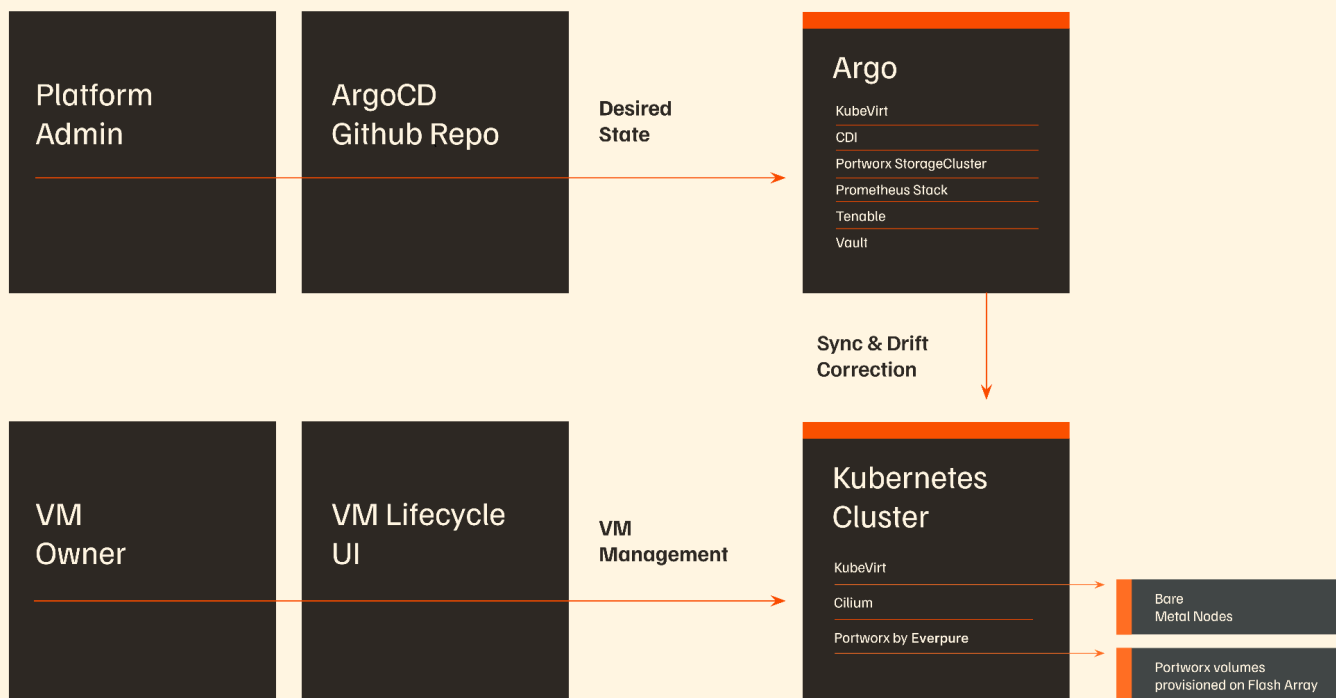 Platform
Admin
ArgoCD
Github Repo
Desired
State
Argo
KubeVirt
CDI
Portworx StorageCluster
Prometheus Stack
Tenable
Vault
Sync & Drift
Correction
VM
Owner
VM Lifecycle
UI
VM
Management
Kubernetes
Cluster
KubeVirt
Cilium
Portworx by Everpure
Bare
Metal Nodes
Portworx volumes
provisioned on Flash Array